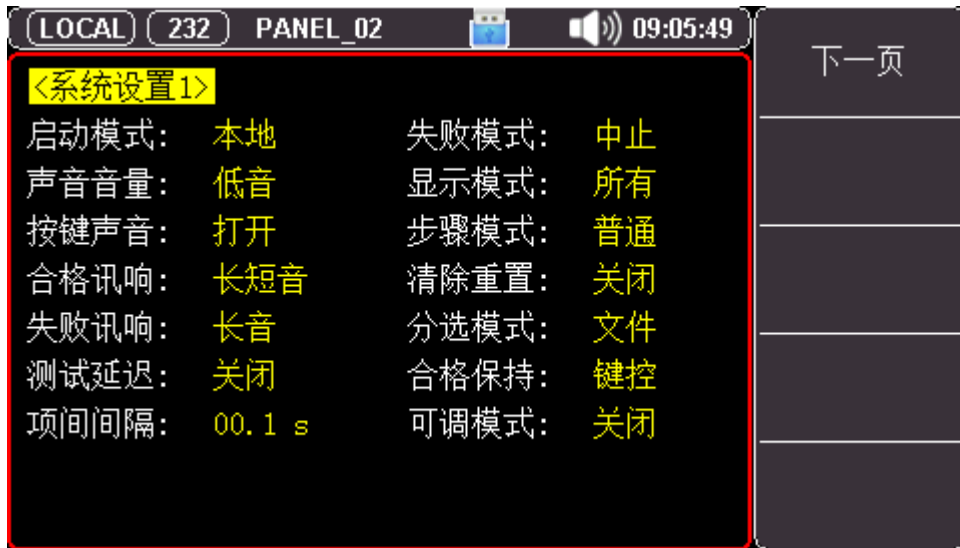 LOCAL 232 PANEL_02 09:05:49
下一页
<系统设置1>
启动模式: 本地 失败模式: 中止
声音音量: 低音 显示模式: 所有
按键声音: 打开 步骤模式: 普通
合格讯响: 长短音 清除重置: 关闭
失败讯响: 长音 分选模式: 文件
测试延迟: 关闭 合格保持: 键控
项间间隔: 00.1 s 可调模式: 关闭